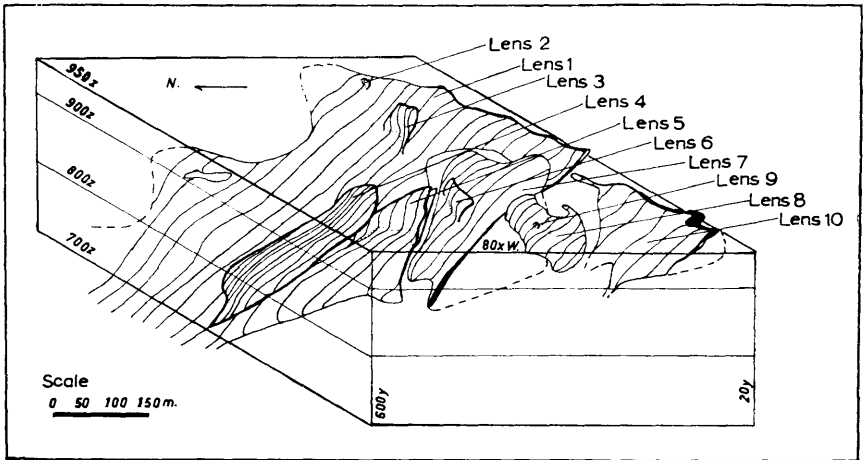 Lens 2
Lens 1
Lens 3
Lens 4
Lens 5
Lens 6
Lens 7
Lens 9
Lens 8
Lens 10
N.
950z
900z
800z
700z
80x W.
600y
20y
Scale
0 50 100 150 m.